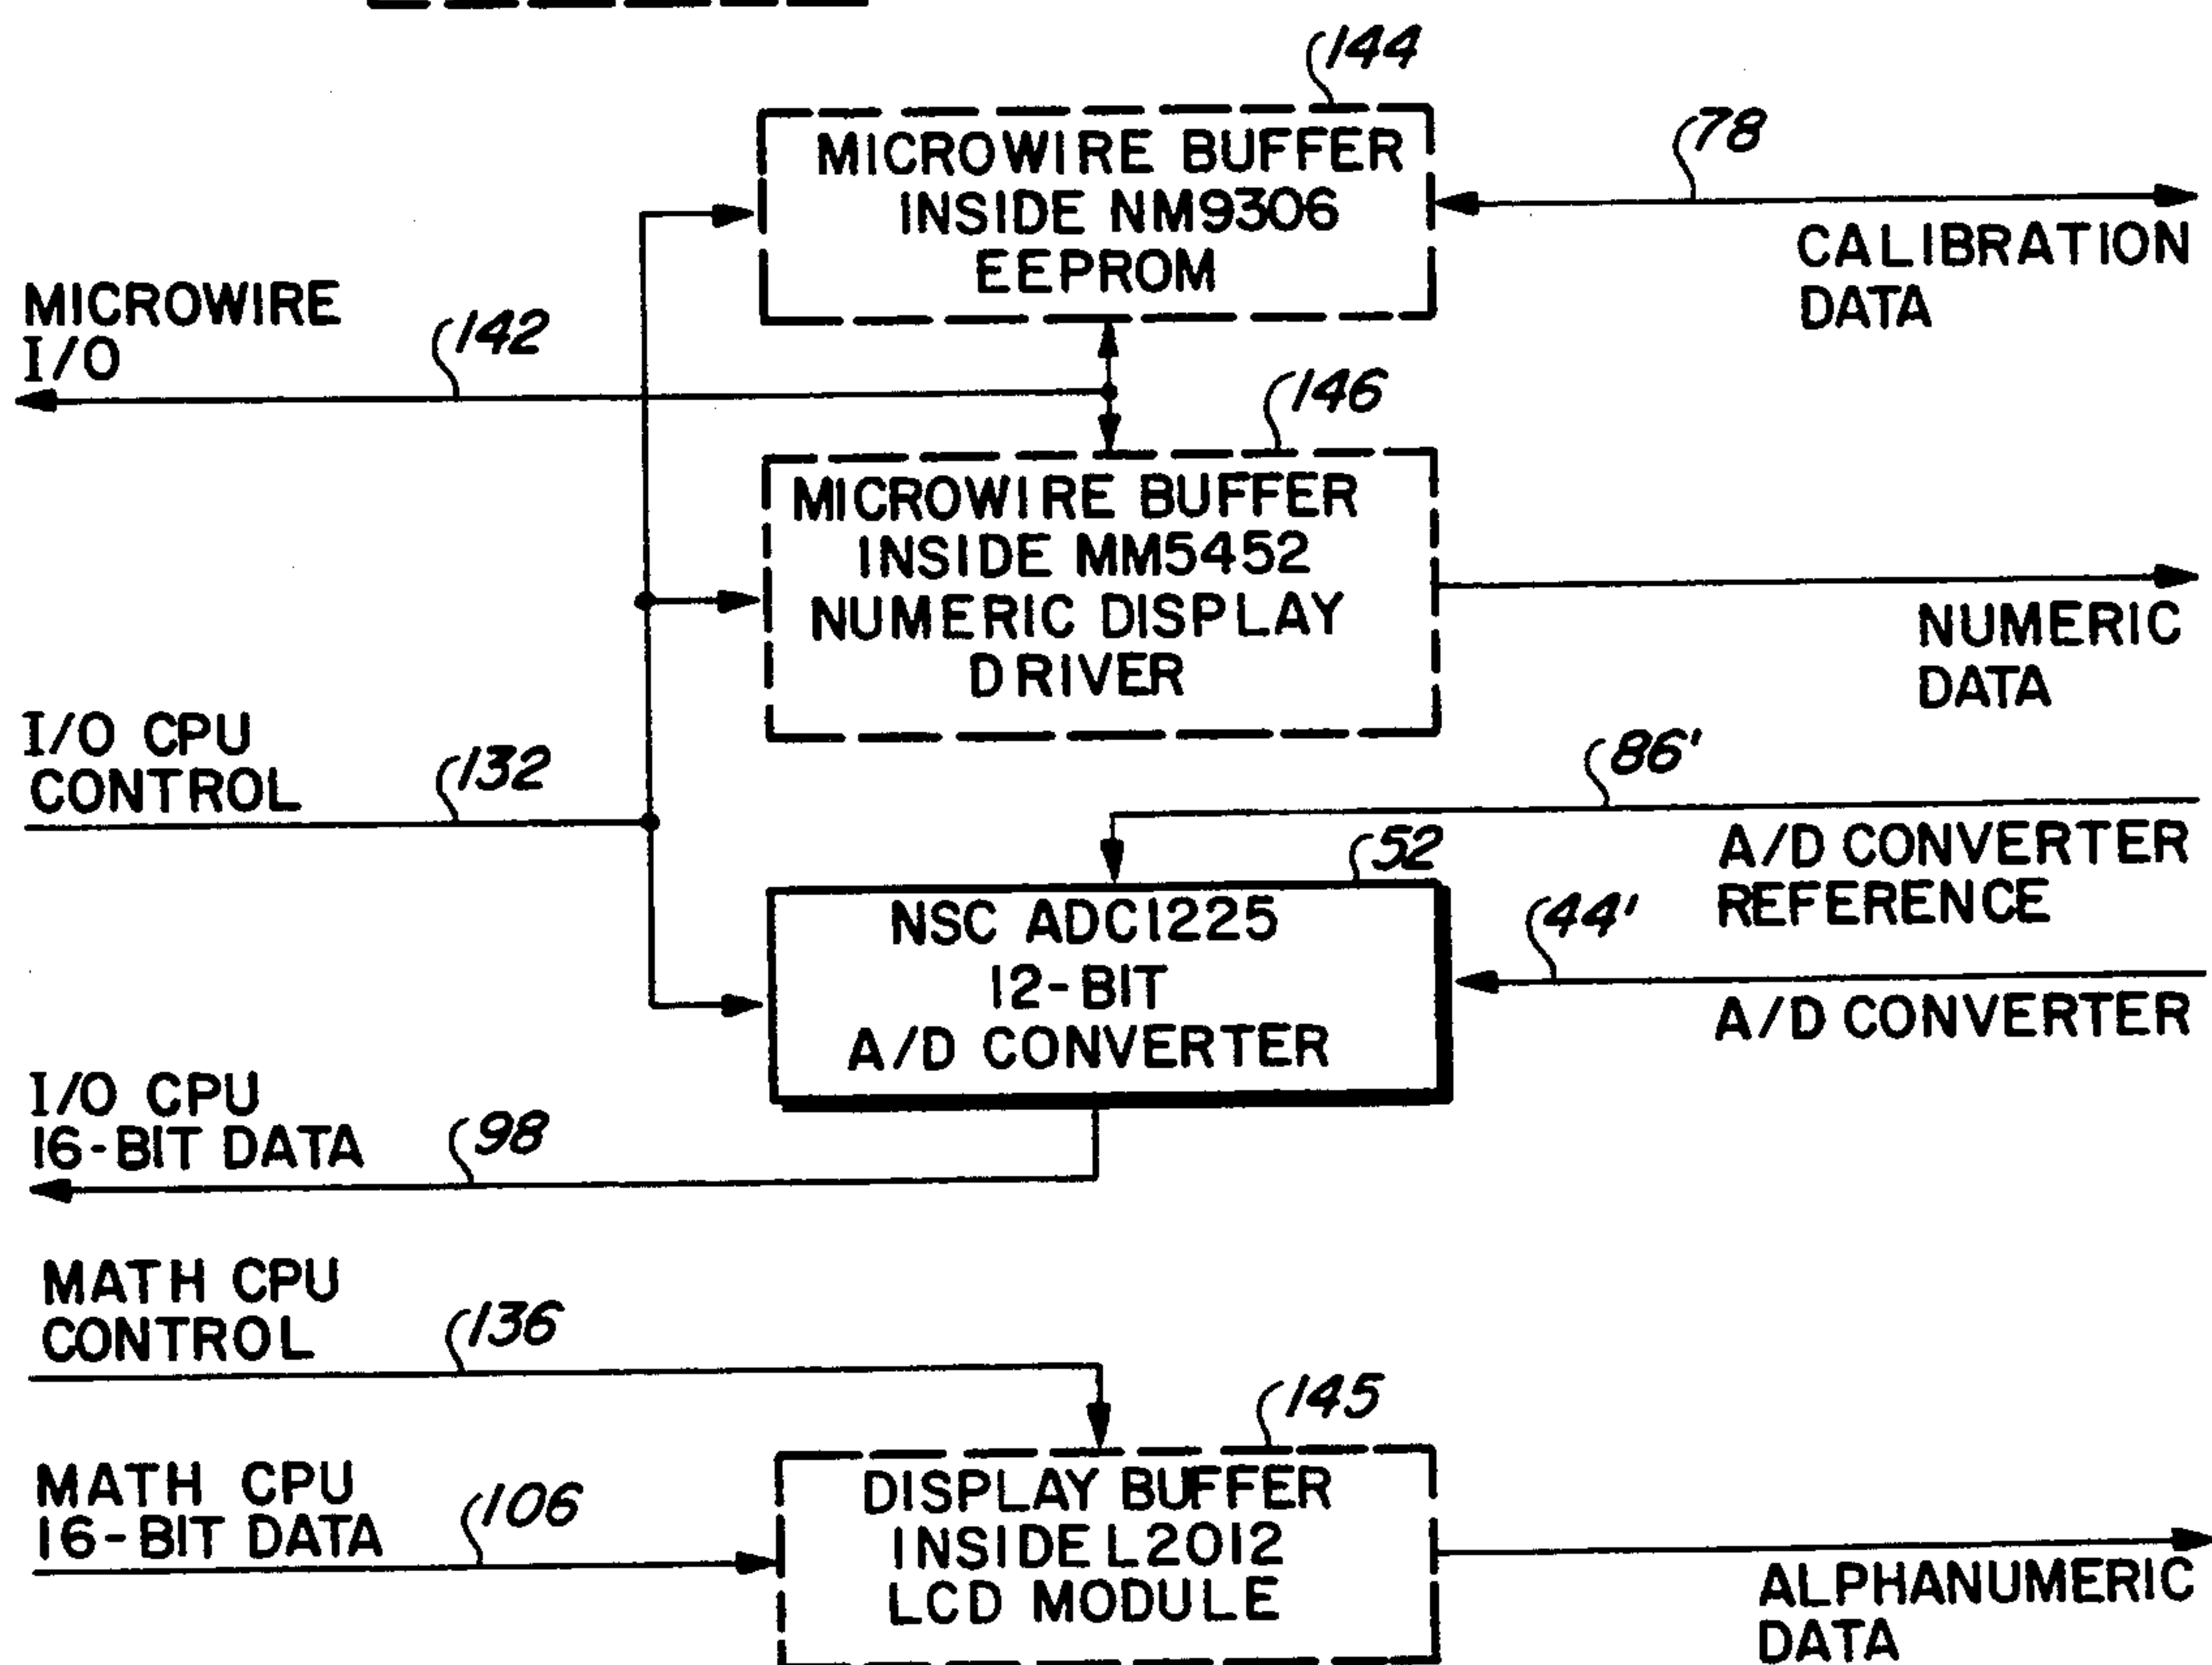 144
MICROWIRE BUFFER
INSIDE NM9306
EEPROM
78
CALIBRATION
DATA
MICROWIRE
I/O
142
146
MICROWIRE BUFFER
INSIDE MM5452
NUMERIC DISPLAY
DRIVER
NUMERIC
DATA
I/O CPU
CONTROL
132
86'
A/D CONVERTER
REFERENCE
52
NSC ADC1225
12-BIT
A/D CONVERTER
44'
A/D CONVERTER
I/O CPU
16-BIT DATA
98
MATH CPU
CONTROL
136
145
MATH CPU
16-BIT DATA
106
DISPLAY BUFFER
INSIDE L2012
LCD MODULE
ALPHANUMERIC
DATA